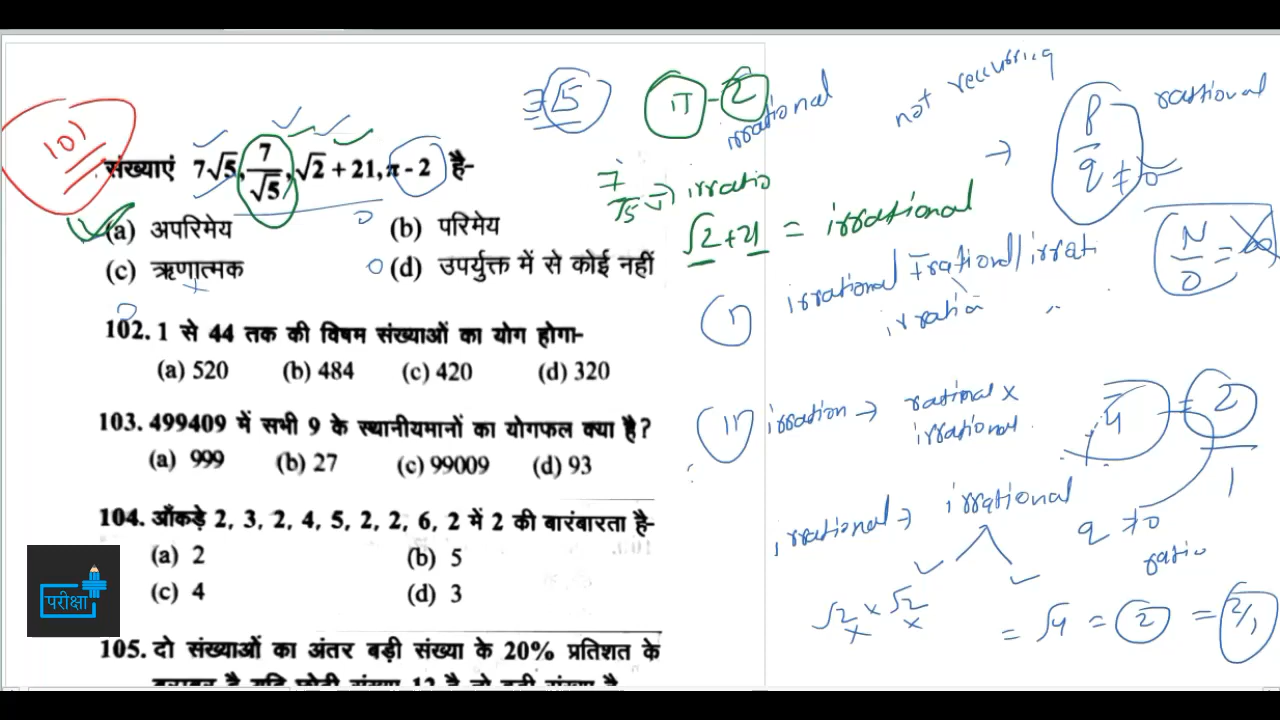 101
संख्याएं 7√5, 7/√5, √2 + 21, π - 2 है-
(a) अपरिमेय (b) परिमेय
(c) ऋणात्मक (d) उपर्युक्त में से कोई नहीं
102. 1 से 44 तक की विषम संख्याओं का योग होगा-
(a) 520 (b) 484 (c) 420 (d) 320
103. 499409 में सभी 9 के स्थानीयमानों का योगफल क्या है?
(a) 999 (b) 27 (c) 99009 (d) 93
104. आँकड़े 2, 3, 2, 4, 5, 2, 2, 6, 2 में 2 की बारंबारता है-
(a) 2 (b) 5
(c) 4 (d) 3
105. दो संख्याओं का अंतर बड़ी संख्या के 20% प्रतिशत के
परीक्षा
√5
π - 2
irrational
not recurring
p/q ≠ 0
rational
7/√5 → irratio
√2 + 21 = irrational
N/0 = ∞
irrational + rational / irrati
irration
irration → rational ×
irrational
√4 = 2
1
irrational → irrational
q ≠ 0
ratio
√2 × √2 = √4 = 2 = 2/1